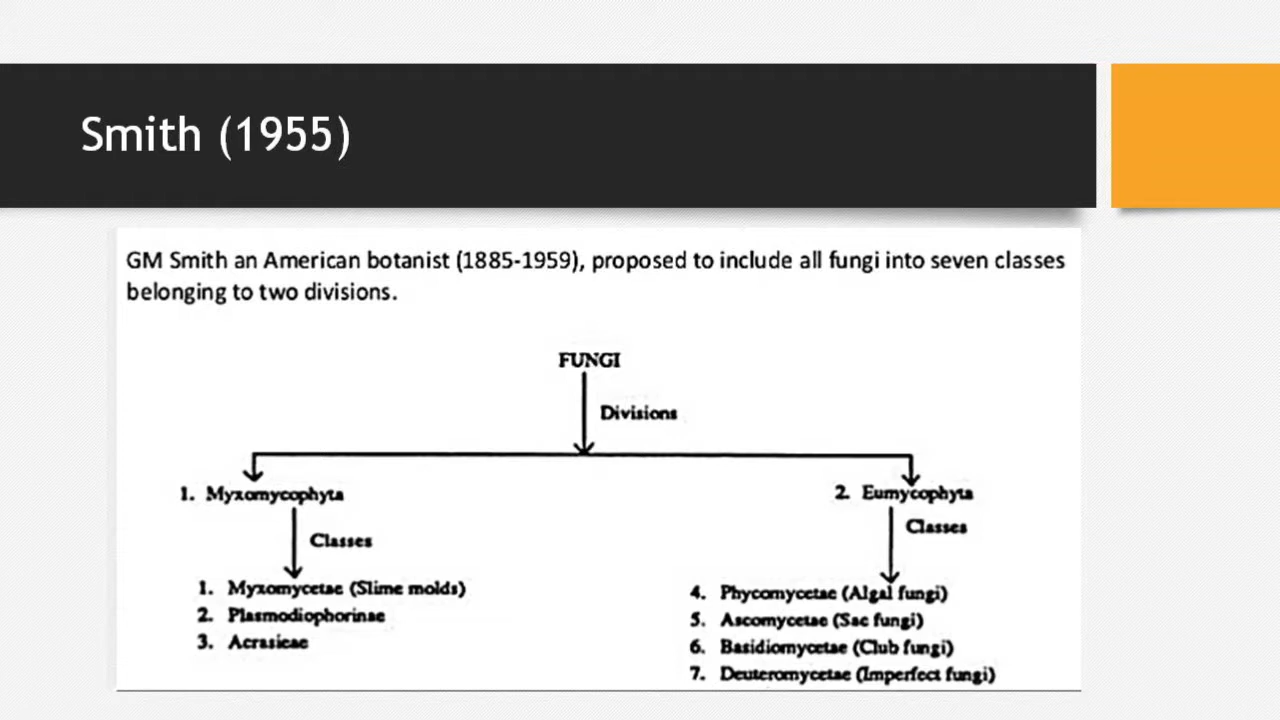 Smith (1955)
GM Smith an American botanist (1885-1959), proposed to include all fungi into seven classes
belonging to two divisions.
FUNGI
Divisions
1. Myxomycophyta
Classes
1. Myxomycetae (Slime molds)
2. Plasmodiophorinae
3. Acrasieae
2. Eumycophyta
Classes
4. Phycomycetae (Algal fungi)
5. Ascomycetae (Sac fungi)
6. Basidiomycetae (Club fungi)
7. Deuteromycetae (Imperfect fungi)